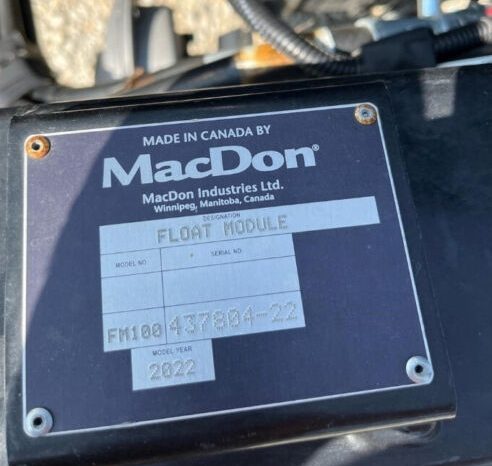 MADE IN CANADA BY
MacDon®
MacDon Industries Ltd.
Winnipeg, Manitoba, Canada
DESIGNATION
FLOAT MODULE
MODEL NO SERIAL NO
FM100 437804-22
MODEL YEAR
2022